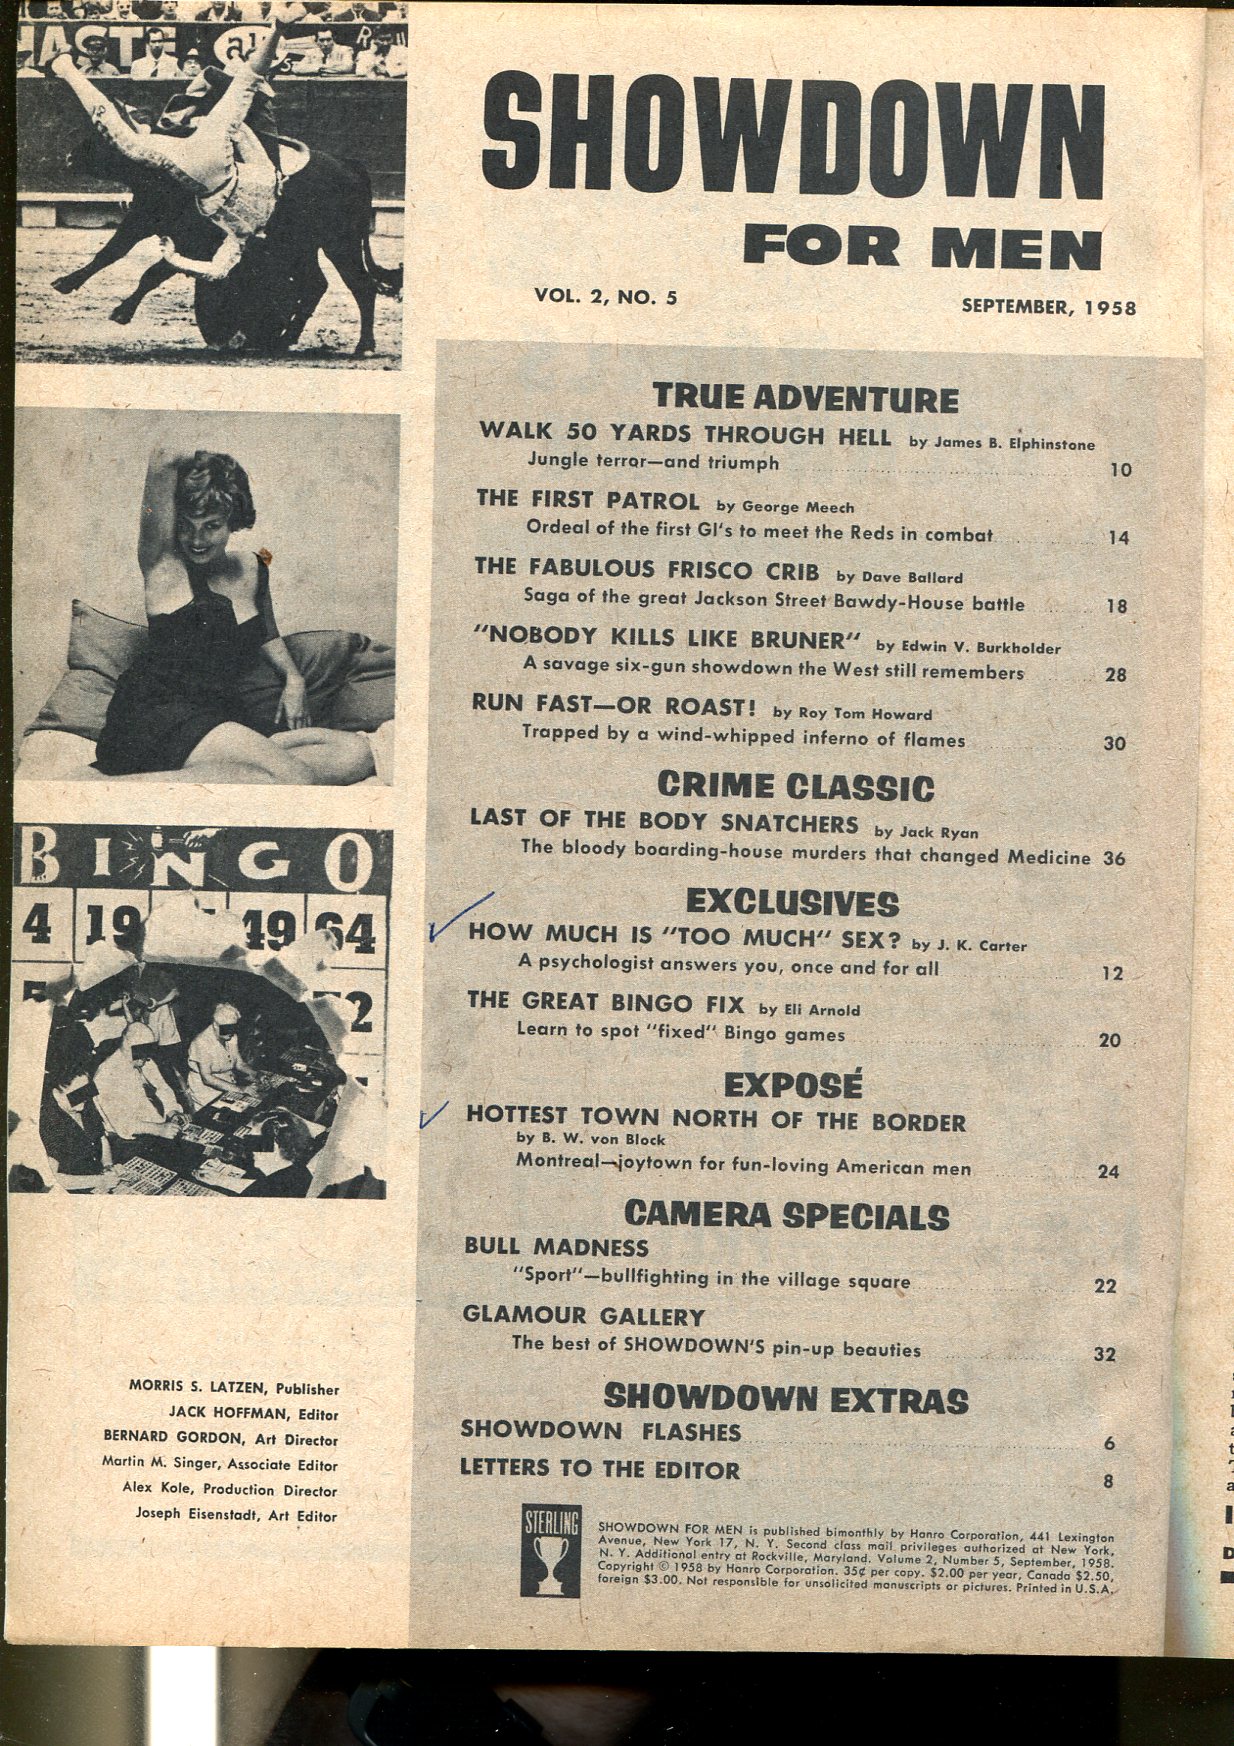 SHOWDOWN
FOR MEN
VOL. 2, NO. 5
SEPTEMBER, 1958
TRUE ADVENTURE
WALK 50 YARDS THROUGH HELL by James B. Elphinstone
Jungle terror—and triumph 10
THE FIRST PATROL by George Meech
Ordeal of the first GI's to meet the Reds in combat 14
THE FABULOUS FRISCO CRIB by Dave Ballard
Saga of the great Jackson Street Bawdy-House battle 18
"NOBODY KILLS LIKE BRUNER" by Edwin V. Burkholder
A savage six-gun showdown the West still remembers 28
RUN FAST—OR ROAST! by Roy Tom Howard
Trapped by a wind-whipped inferno of flames 30
CRIME CLASSIC
LAST OF THE BODY SNATCHERS by Jack Ryan
The bloody boarding-house murders that changed Medicine 36
EXCLUSIVES
HOW MUCH IS "TOO MUCH" SEX? by J. K. Carter
A psychologist answers you, once and for all 12
THE GREAT BINGO FIX by Eli Arnold
Learn to spot "fixed" Bingo games 20
EXPOSÉ
HOTTEST TOWN NORTH OF THE BORDER
by B. W. von Block
Montreal—joytown for fun-loving American men 24
CAMERA SPECIALS
BULL MADNESS
"Sport"—bullfighting in the village square 22
GLAMOUR GALLERY
The best of SHOWDOWN'S pin-up beauties 32
SHOWDOWN EXTRAS
SHOWDOWN FLASHES 6
LETTERS TO THE EDITOR 8
BINGO
4 19 49 64
MORRIS S. LATZEN, Publisher
JACK HOFFMAN, Editor
BERNARD GORDON, Art Director
Martin M. Singer, Associate Editor
Alex Kole, Production Director
Joseph Eisenstadt, Art Editor
STERLING
SHOWDOWN FOR MEN is published bimonthly by Hanro Corporation, 441 Lexington
Avenue, New York 17, N. Y. Second class mail privileges authorized at New York,
N. Y. Additional entry at Rockville, Maryland. Volume 2, Number 5, September, 1958.
Copyright © 1958 by Hanro Corporation. 35¢ per copy. $2.00 per year, Canada $2.50,
foreign $3.00. Not responsible for unsolicited manuscripts or pictures. Printed in U.S.A.